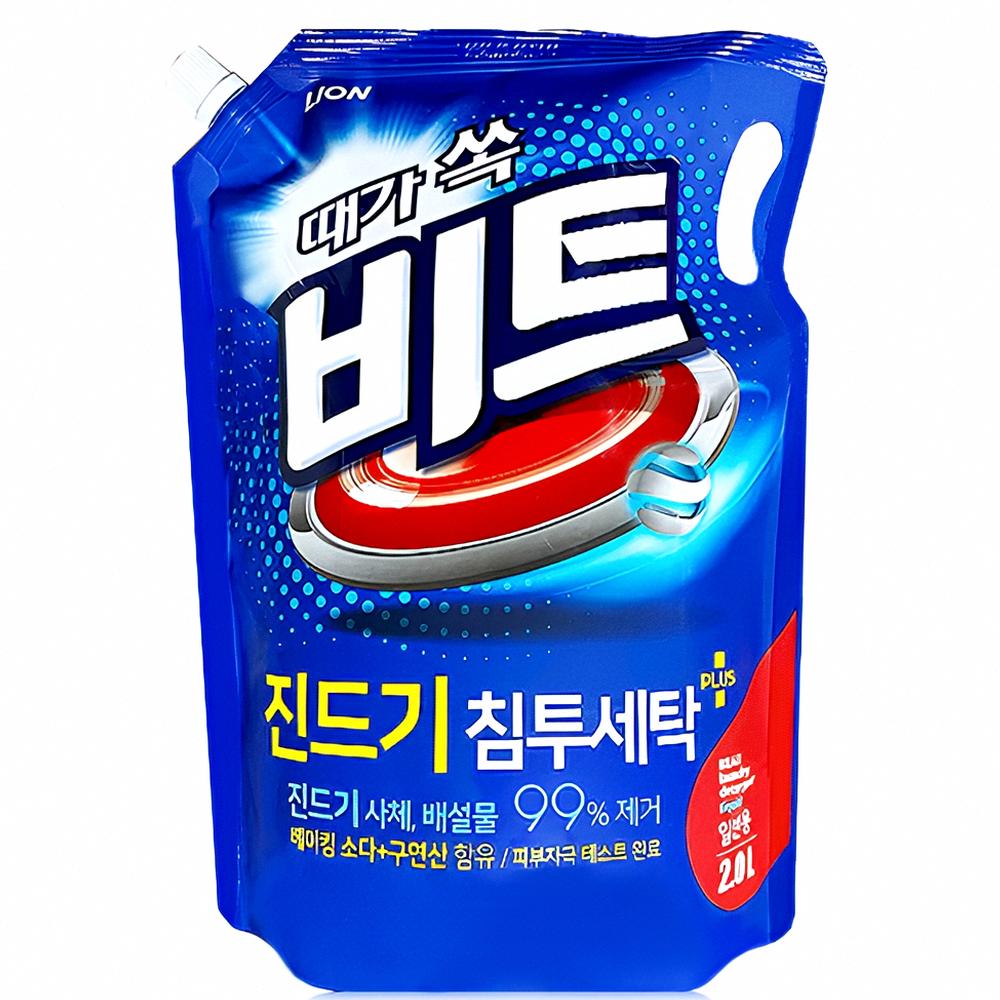 LION
때가 쏙
비트
진드기 침투세탁 PLUS
진드기 사체, 배설물 99% 제거
베이킹 소다+구연산 함유 / 피부자극 테스트 완료
일반용
2.0L